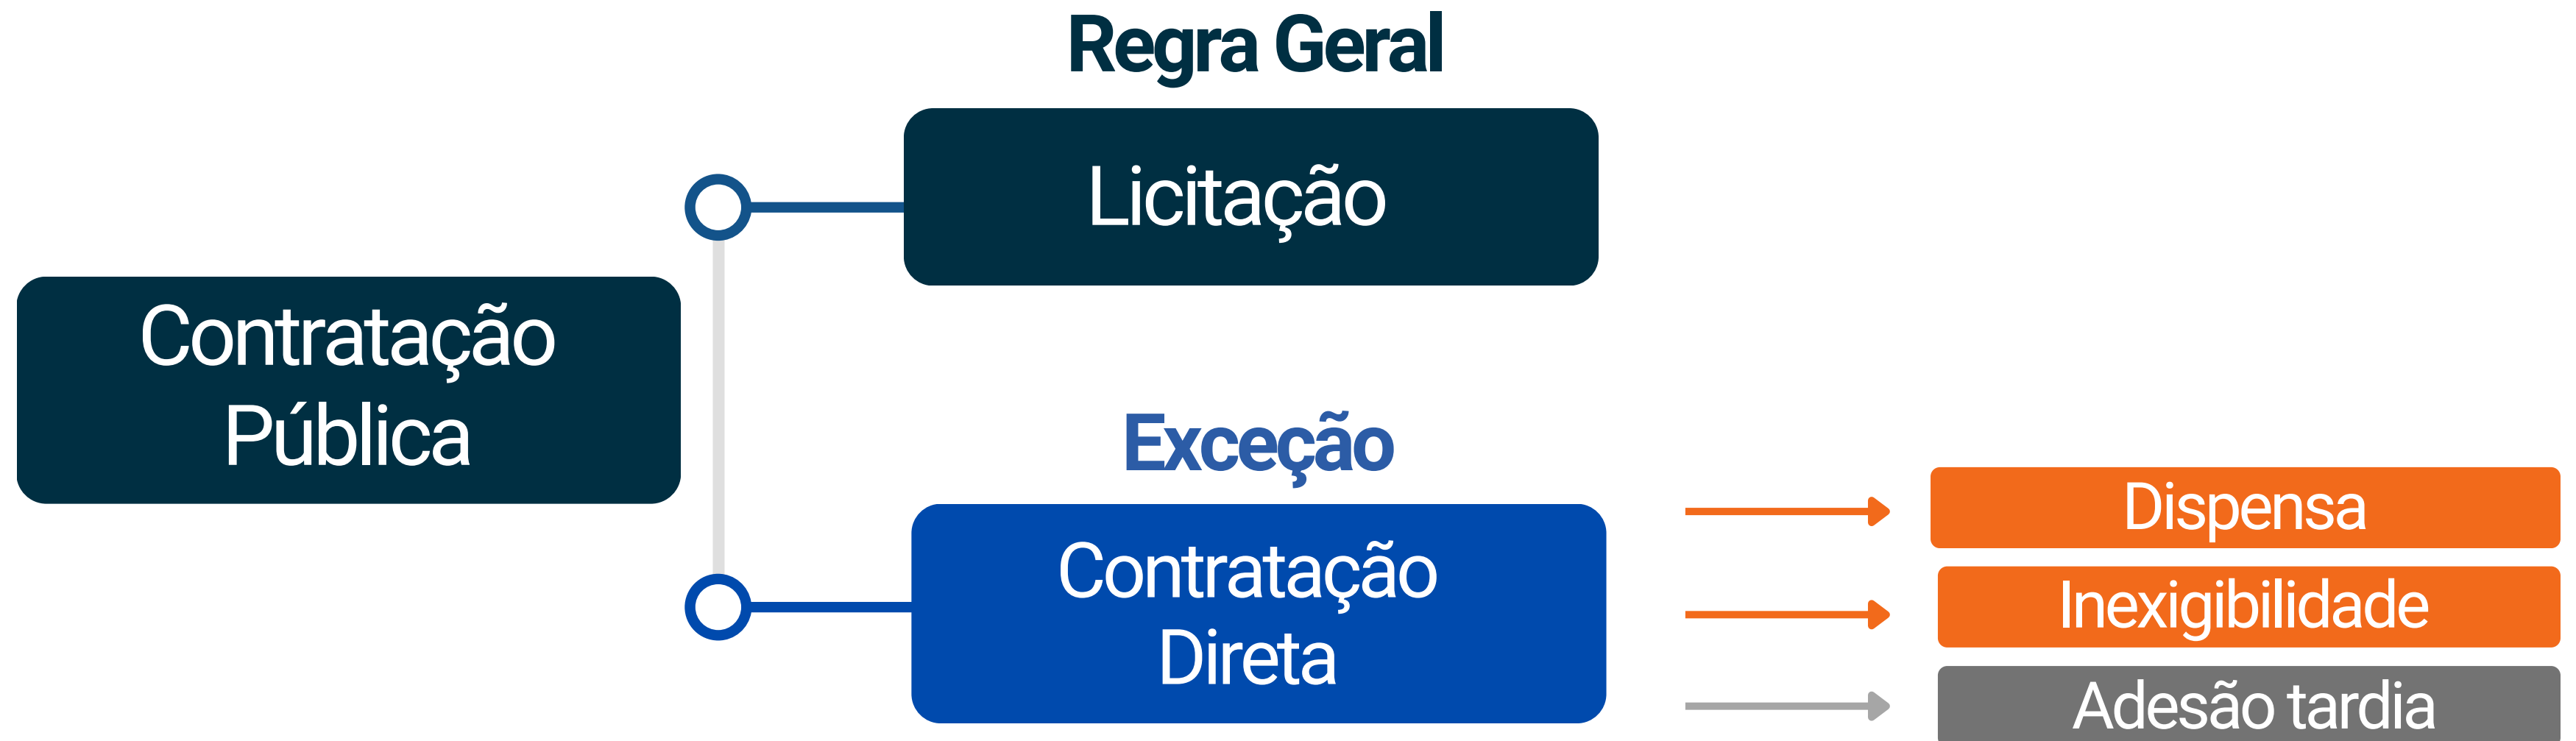 Regra Geral
Licitação
Contratação
Pública
Exceção
Contratação
Direta
Dispensa
Inexigibilidade
Adesão tardia